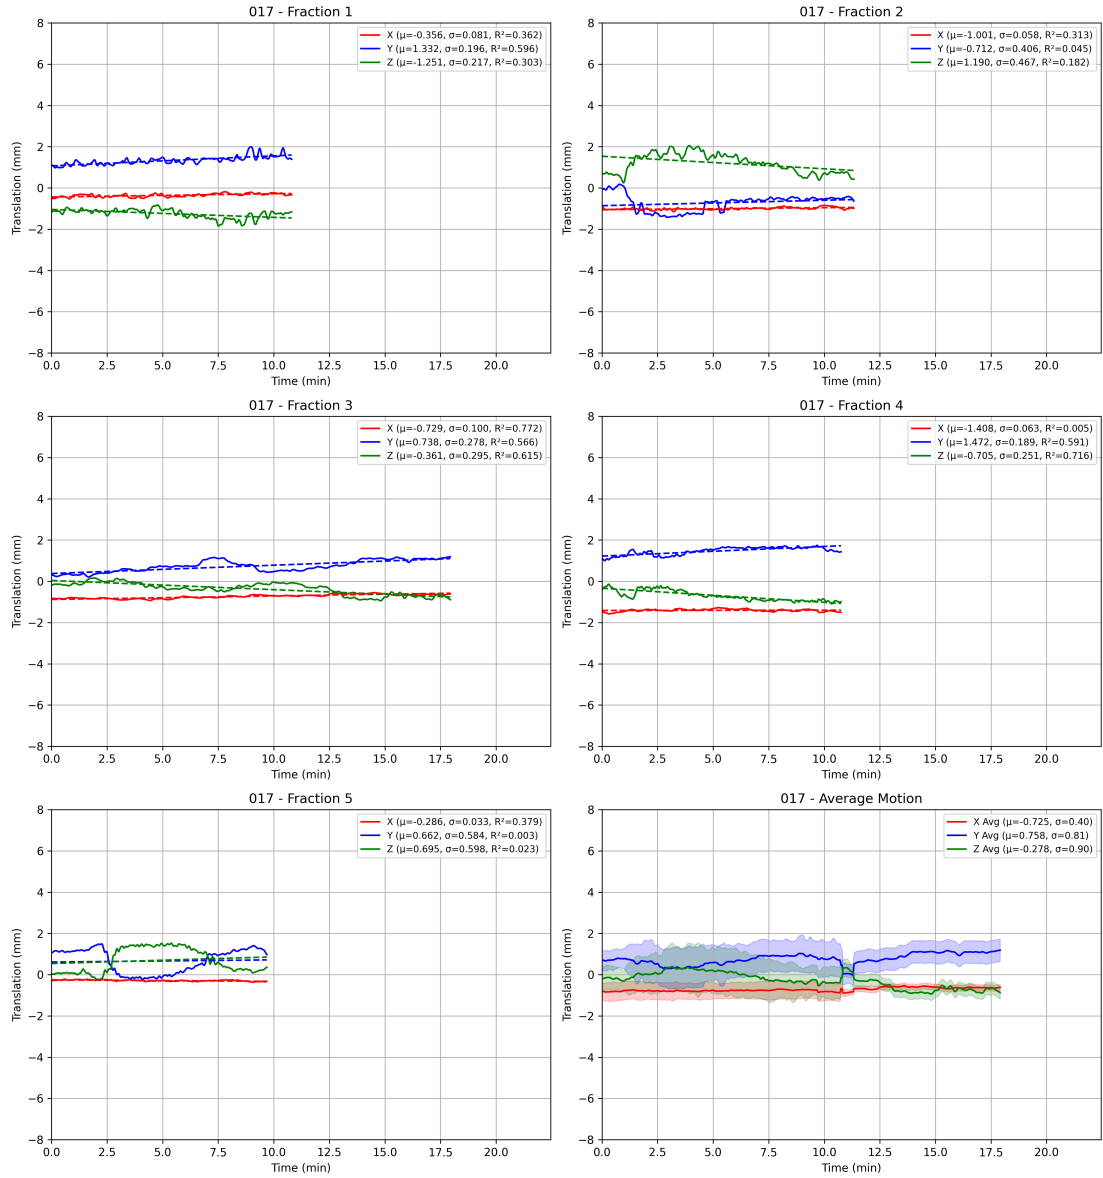 017 - Fraction 1
X (μ=-0.356, σ=0.081, R²=0.362)
Y (μ=1.332, σ=0.196, R²=0.596)
Z (μ=-1.251, σ=0.217, R²=0.303)
8
6
4
2
0
−2
−4
−6
−8
Translation (mm)
0.0 2.5 5.0 7.5 10.0 12.5 15.0 17.5 20.0
Time (min)
017 - Fraction 2
X (μ=-1.001, σ=0.058, R²=0.313)
Y (μ=-0.712, σ=0.406, R²=0.045)
Z (μ=1.190, σ=0.467, R²=0.182)
8
6
4
2
0
−2
−4
−6
−8
Translation (mm)
0.0 2.5 5.0 7.5 10.0 12.5 15.0 17.5 20.0
Time (min)
017 - Fraction 3
X (μ=-0.729, σ=0.100, R²=0.772)
Y (μ=0.738, σ=0.278, R²=0.566)
Z (μ=-0.361, σ=0.295, R²=0.615)
8
6
4
2
0
−2
−4
−6
−8
Translation (mm)
0.0 2.5 5.0 7.5 10.0 12.5 15.0 17.5 20.0
Time (min)
017 - Fraction 4
X (μ=-1.408, σ=0.063, R²=0.005)
Y (μ=1.472, σ=0.189, R²=0.591)
Z (μ=-0.705, σ=0.251, R²=0.716)
8
6
4
2
0
−2
−4
−6
−8
Translation (mm)
0.0 2.5 5.0 7.5 10.0 12.5 15.0 17.5 20.0
Time (min)
017 - Fraction 5
X (μ=-0.286, σ=0.033, R²=0.379)
Y (μ=0.662, σ=0.584, R²=0.003)
Z (μ=0.695, σ=0.598, R²=0.023)
8
6
4
2
0
−2
−4
−6
−8
Translation (mm)
0.0 2.5 5.0 7.5 10.0 12.5 15.0 17.5 20.0
Time (min)
017 - Average Motion
X Avg (μ=-0.725, σ=0.40)
Y Avg (μ=0.758, σ=0.81)
Z Avg (μ=-0.278, σ=0.90)
8
6
4
2
0
−2
−4
−6
−8
Translation (mm)
0.0 2.5 5.0 7.5 10.0 12.5 15.0 17.5 20.0
Time (min)